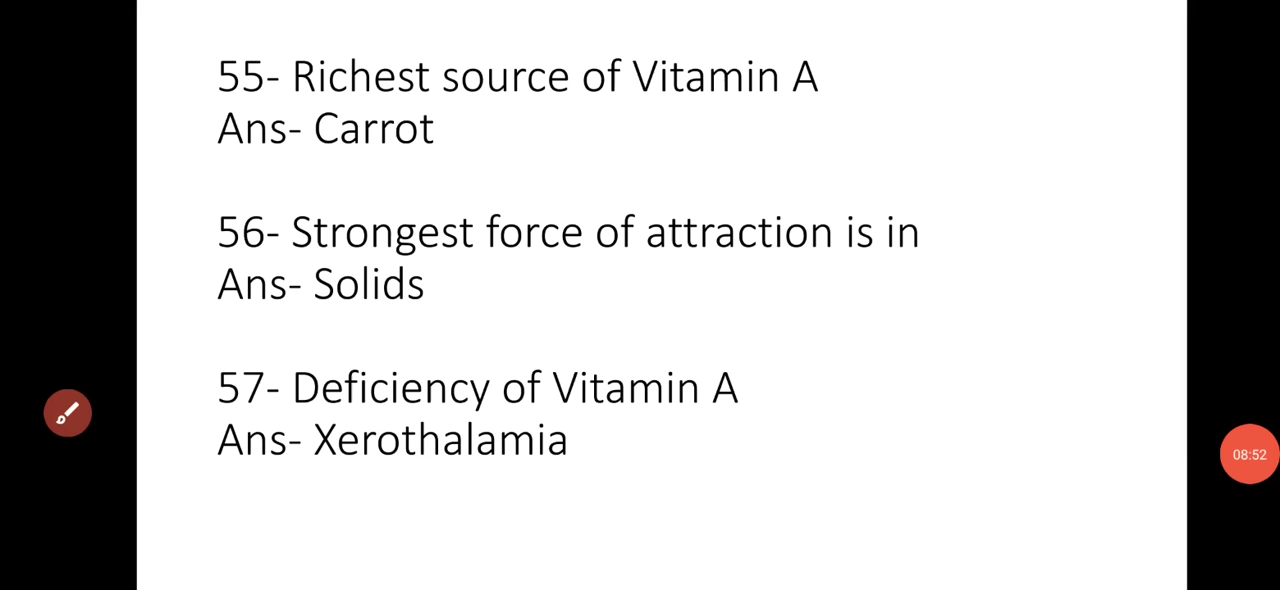 55- Richest source of Vitamin A
Ans- Carrot
56- Strongest force of attraction is in
Ans- Solids
57- Deficiency of Vitamin A
Ans- Xerothalamia
08:52